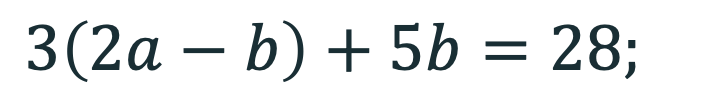 3(2a − b) + 5b = 28;